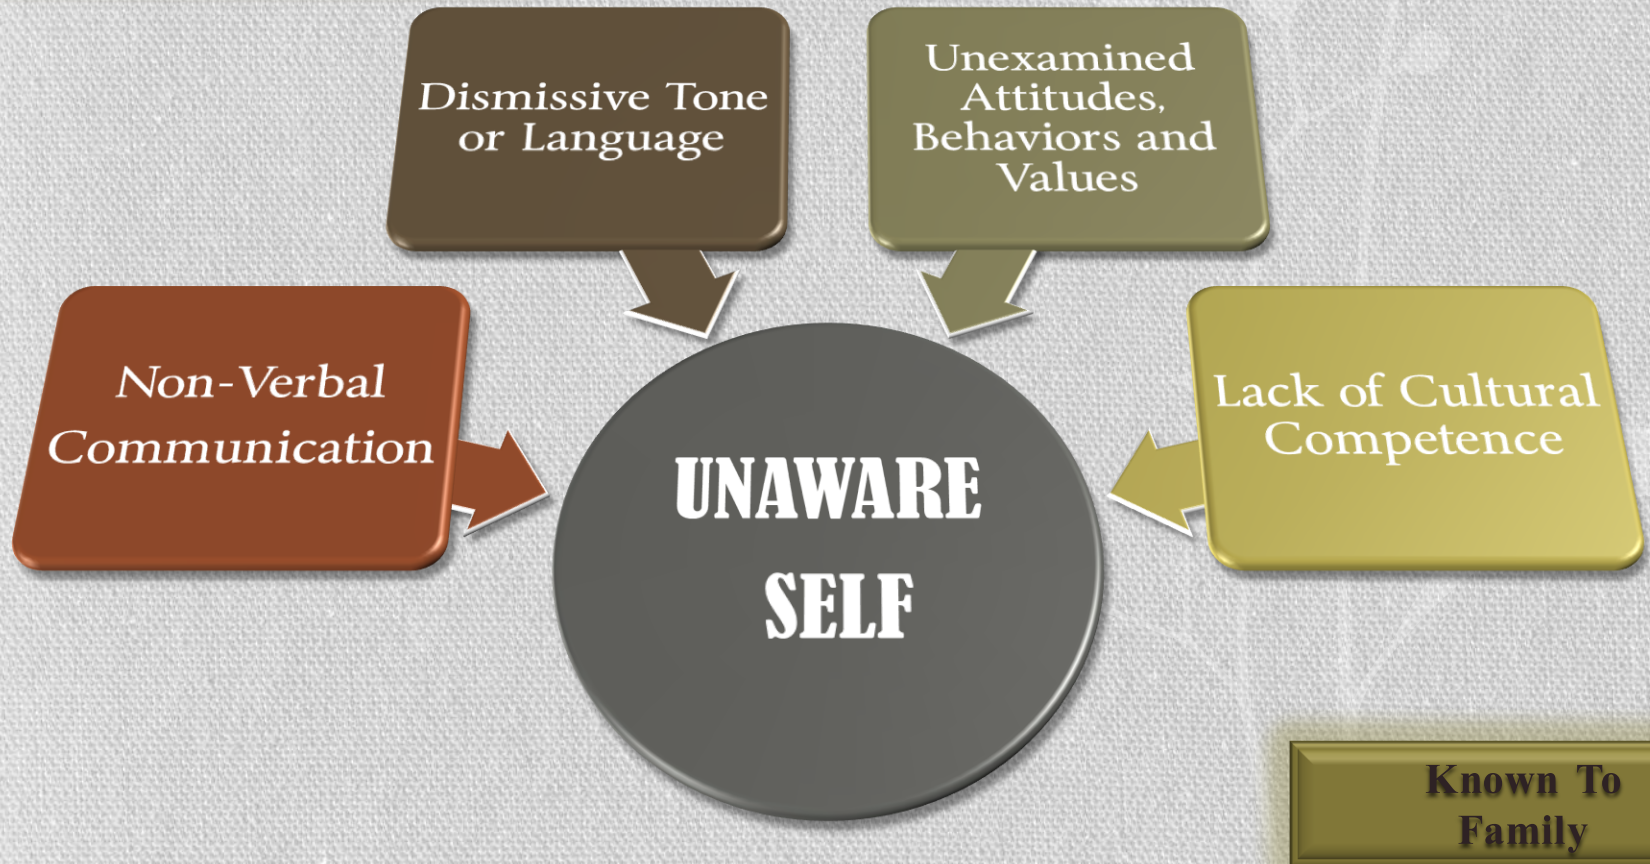 Dismissive Tone
or Language
Unexamined
Attitudes,
Behaviors and
Values
Non-Verbal
Communication
Lack of Cultural
Competence
UNAWARE
SELF
Known To
Family